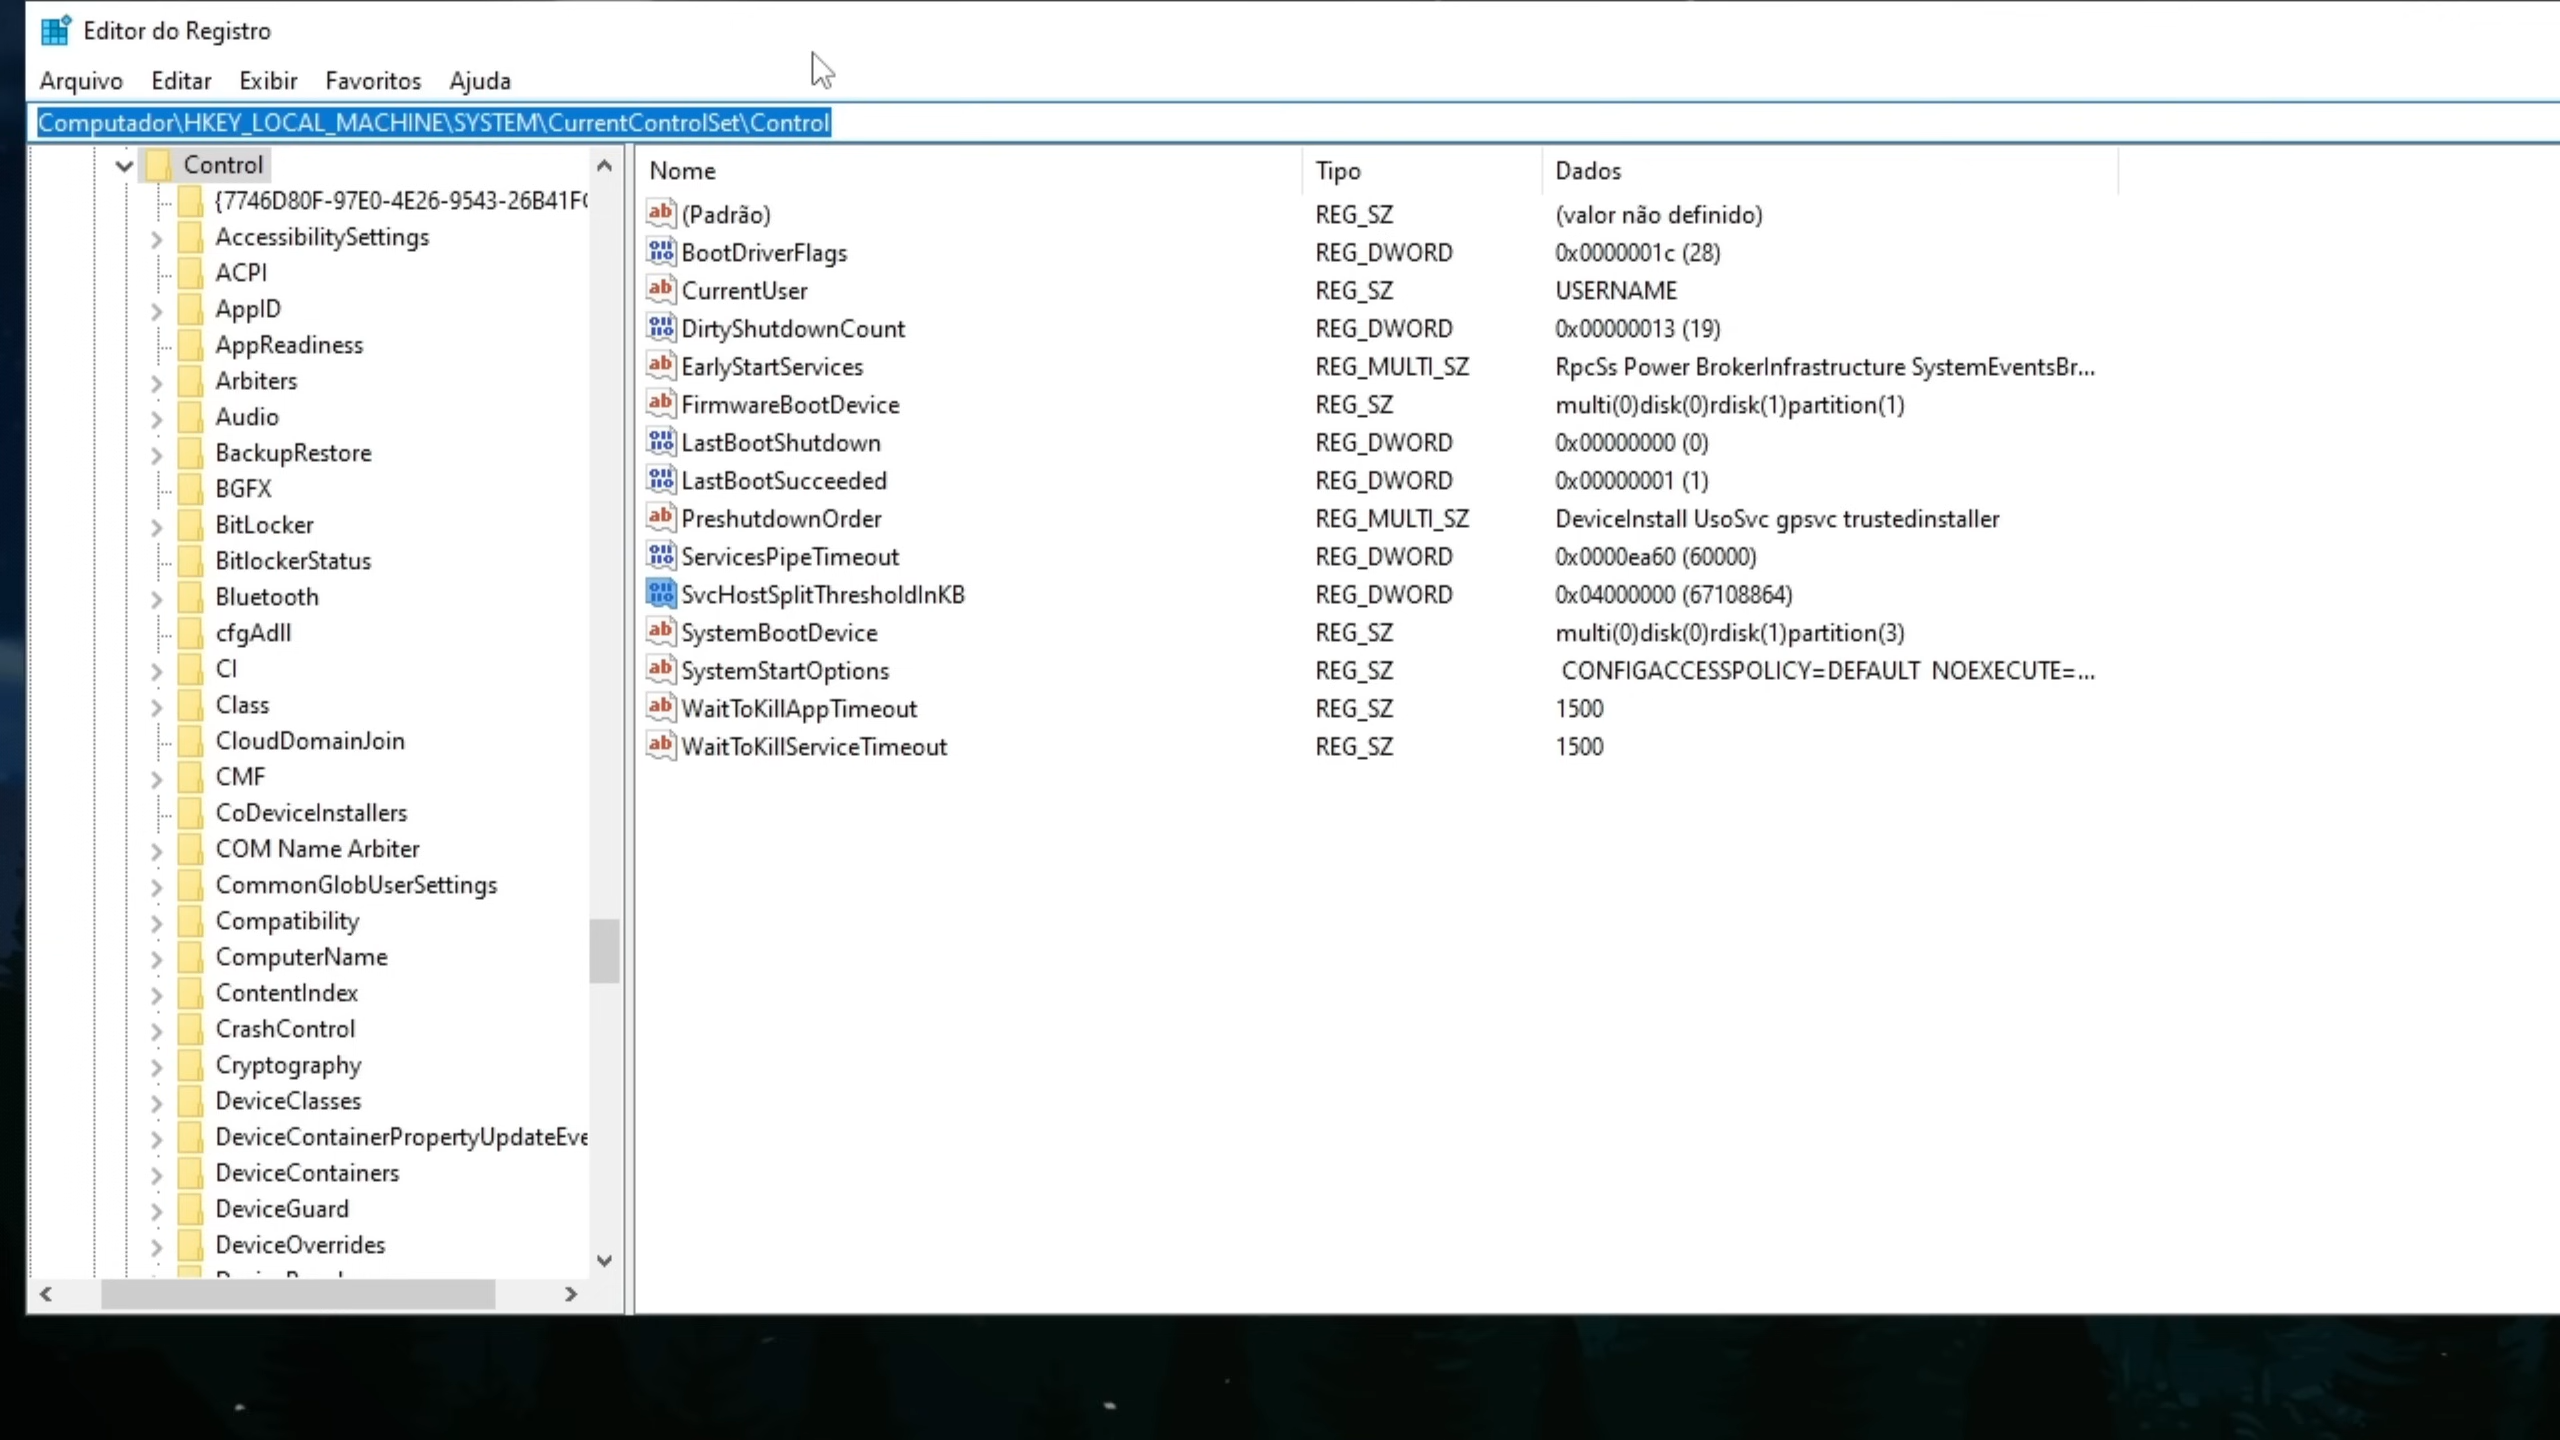 Editor do Registro
Arquivo Editar Exibir Favoritos Ajuda
Computador\HKEY_LOCAL_MACHINE\SYSTEM\CurrentControlSet\Control
Control
{7746D80F-97E0-4E26-9543-26B41F
AccessibilitySettings
ACPI
AppID
AppReadiness
Arbiters
Audio
BackupRestore
BGFX
BitLocker
BitlockerStatus
Bluetooth
cfgAdll
CI
Class
CloudDomainJoin
CMF
CoDeviceInstallers
COM Name Arbiter
CommonGlobUserSettings
Compatibility
ComputerName
ContentIndex
CrashControl
Cryptography
DeviceClasses
DeviceContainerPropertyUpdateEve
DeviceContainers
DeviceGuard
DeviceOverrides
Nome Tipo Dados
(Padrão) REG_SZ (valor não definido)
BootDriverFlags REG_DWORD 0x0000001c (28)
CurrentUser REG_SZ USERNAME
DirtyShutdownCount REG_DWORD 0x00000013 (19)
EarlyStartServices REG_MULTI_SZ RpcSs Power BrokerInfrastructure SystemEventsBr...
FirmwareBootDevice REG_SZ multi(0)disk(0)rdisk(1)partition(1)
LastBootShutdown REG_DWORD 0x00000000 (0)
LastBootSucceeded REG_DWORD 0x00000001 (1)
PreshutdownOrder REG_MULTI_SZ DeviceInstall UsoSvc gpsvc trustedinstaller
ServicesPipeTimeout REG_DWORD 0x0000ea60 (60000)
SvcHostSplitThresholdInKB REG_DWORD 0x04000000 (67108864)
SystemBootDevice REG_SZ multi(0)disk(0)rdisk(1)partition(3)
SystemStartOptions REG_SZ CONFIGACCESSPOLICY=DEFAULT NOEXECUTE=...
WaitToKillAppTimeout REG_SZ 1500
WaitToKillServiceTimeout REG_SZ 1500